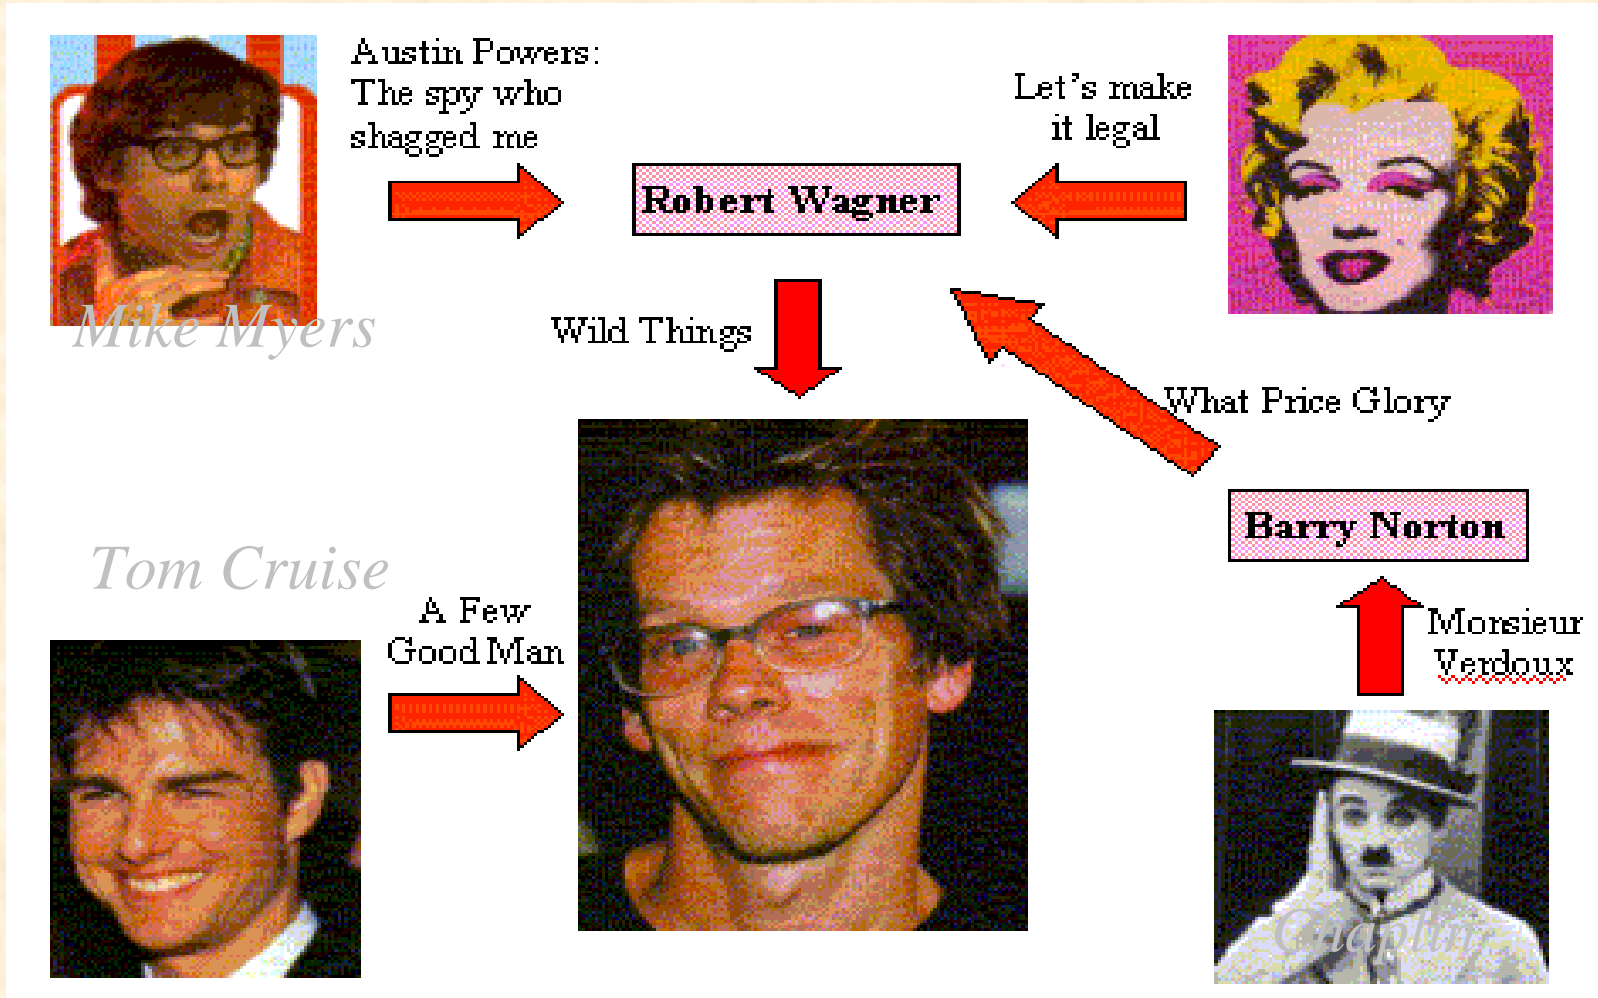 Austin Powers:
The spy who
shagged me
Let's make
it legal
Robert Wagner
Mike Myers
Wild Things
What Price Glory
Barry Norton
Tom Cruise
A Few
Good Man
Monsieur
Verdoux
Chaplin